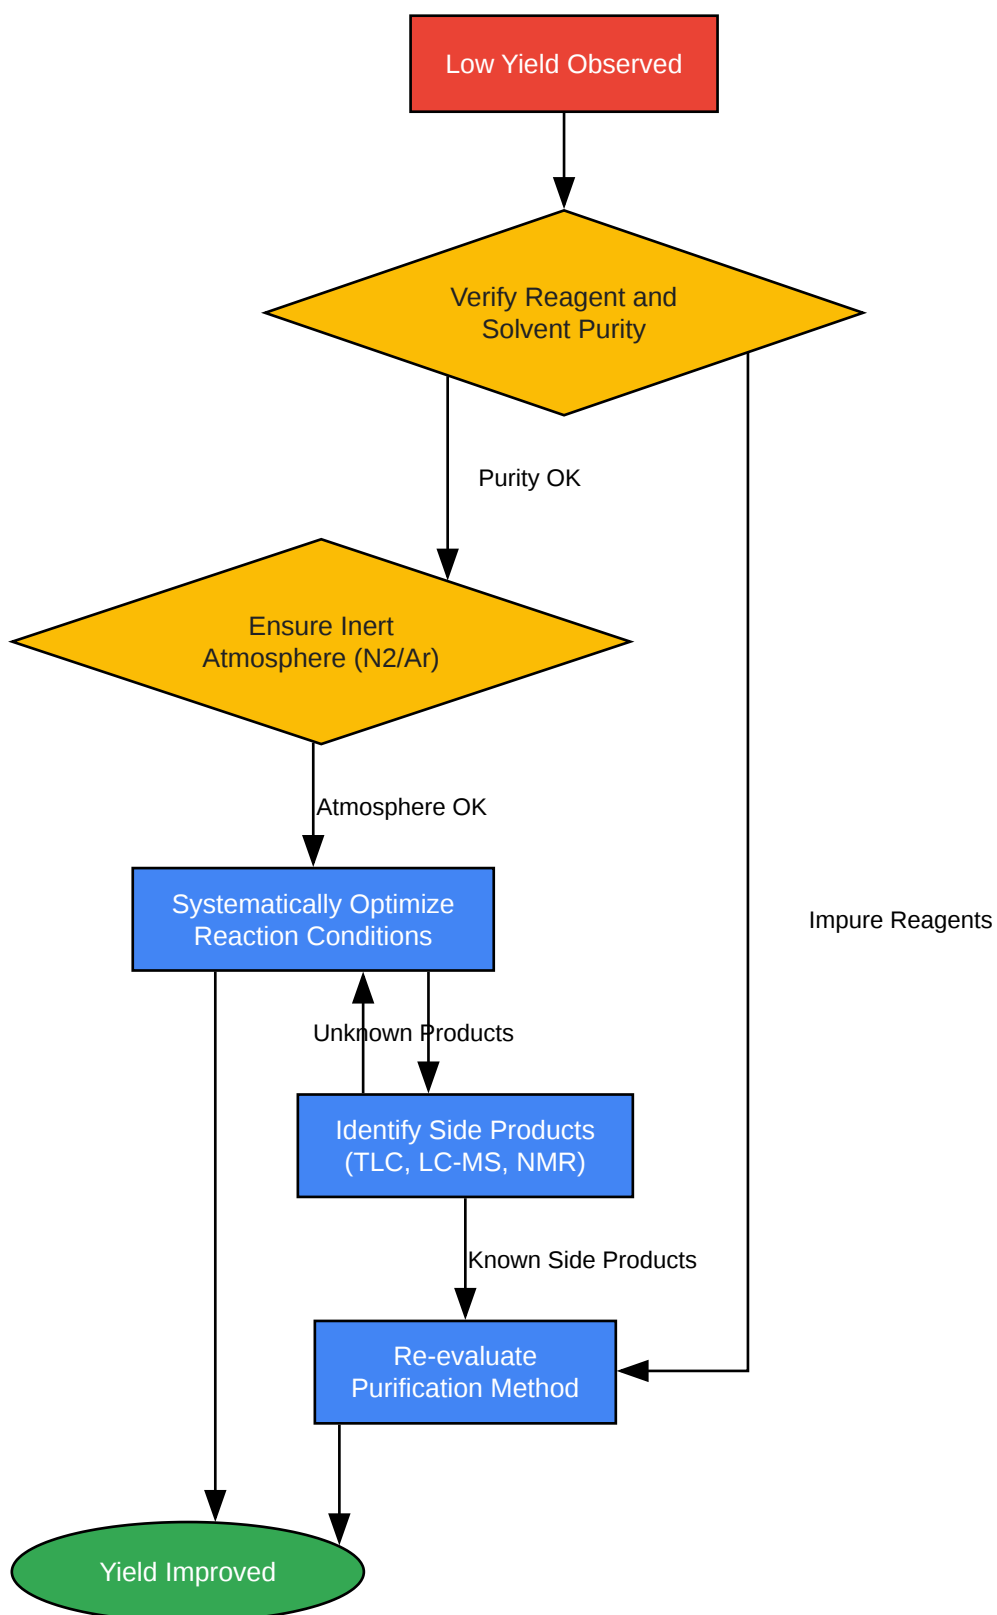 Low Yield Observed
Verify Reagent and
Solvent Purity
Purity OK
Ensure Inert
Atmosphere (N2/Ar)
Atmosphere OK
Systematically Optimize
Reaction Conditions
Impure Reagents
Unknown Products
Identify Side Products
(TLC, LC-MS, NMR)
Known Side Products
Re-evaluate
Purification Method
Yield Improved